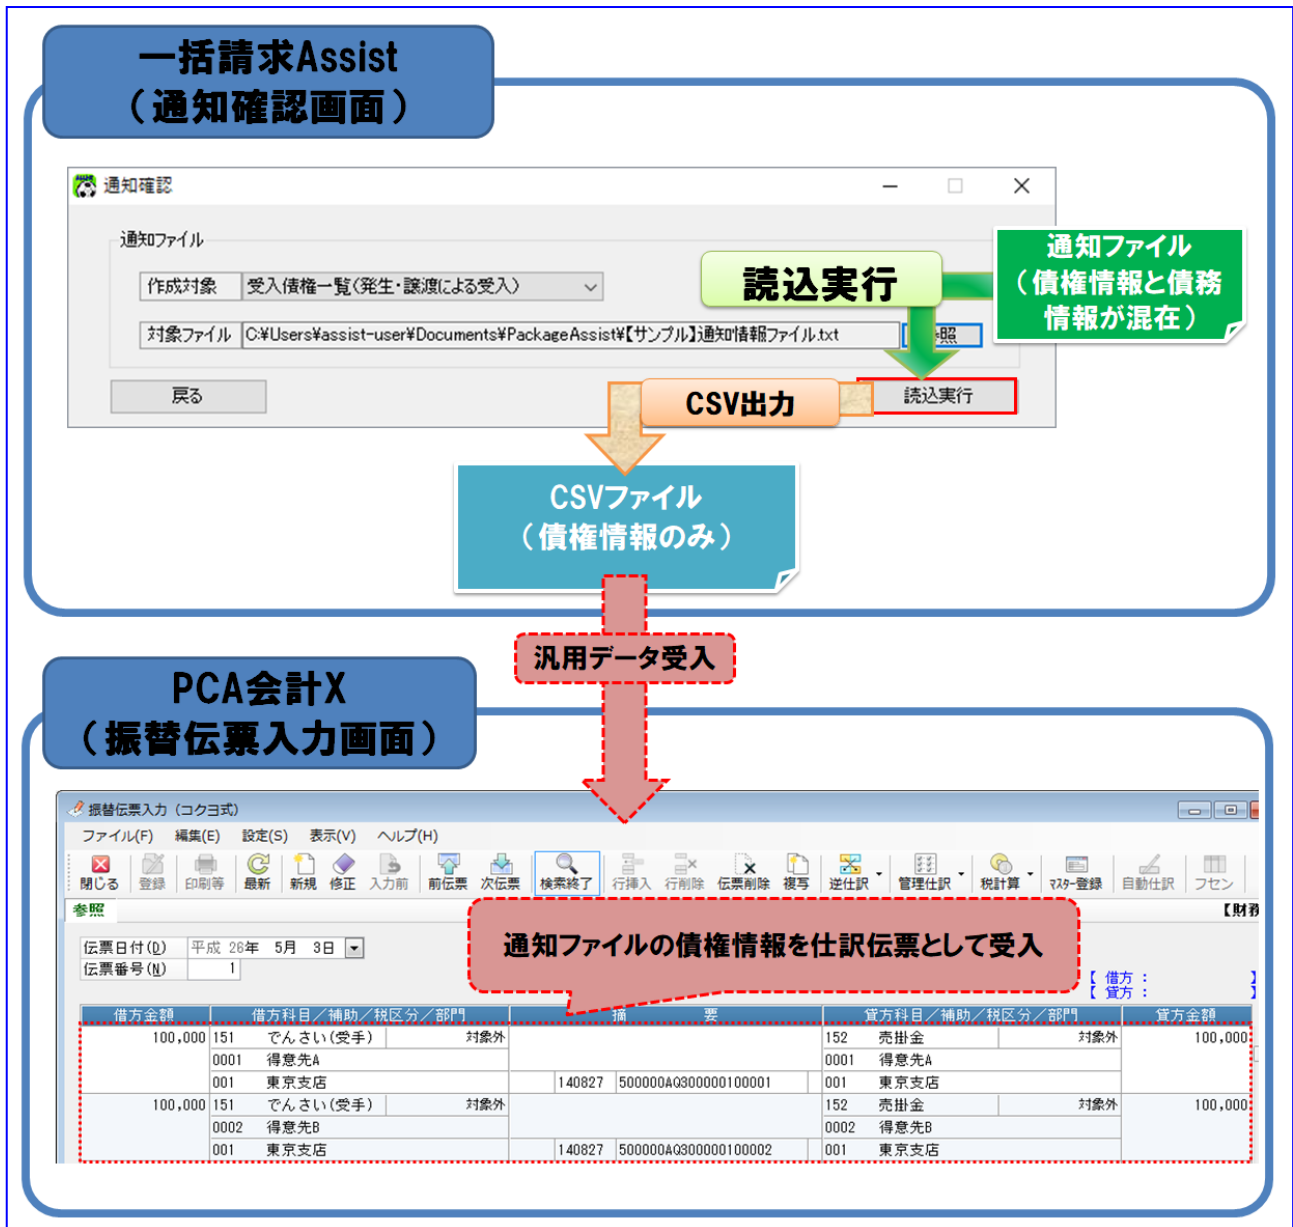 一括請求Assist
（通知確認画面）
通知確認
通知ファイル
作成対象 受入債権一覧(発生・譲渡による受入)
対象ファイル C:¥Users¥assist-user¥Documents¥PackageAssist¥【サンプル】通知情報ファイル.txt
照
戻る
読込実行
読込実行
通知ファイル
（債権情報と債務
情報が混在）
CSV出力
CSVファイル
（債権情報のみ）
汎用データ受入
PCA会計X
（振替伝票入力画面）
振替伝票入力（コクヨ式）
ファイル(F) 編集(E) 設定(S) 表示(V) ヘルプ(H)
閉じる 登録 印刷等 最新 新規 修正 入力前 前伝票 次伝票 検索終了 行挿入 行削除 伝票削除 複写 逆仕訳 管理仕訳 税計算 マスター登録 自動仕訳 フセン
参照
【財務
通知ファイルの債権情報を仕訳伝票として受入
伝票日付(D) 平成 26年 5月 3日
伝票番号(N) 1
【 借方 : 】
【 貸方 : 】
借方金額 借方科目／補助／税区分／部門 摘 要 貸方科目／補助／税区分／部門 貸方金額
100,000 151 でんさい(受手) 対象外 152 売掛金 対象外 100,000
0001 得意先A 0001 得意先A
001 東京支店 140827 500000AQ300000100001 001 東京支店
100,000 151 でんさい(受手) 対象外 152 売掛金 対象外 100,000
0002 得意先B 0002 得意先B
001 東京支店 140827 500000AQ300000100002 001 東京支店